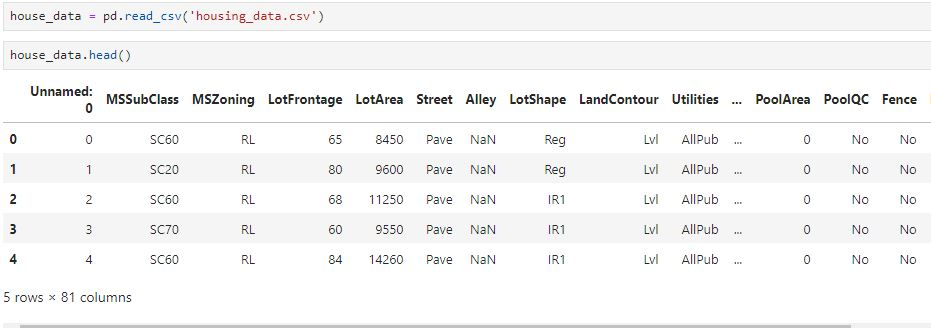 house_data = pd.read_csv('housing_data.csv')
house_data.head()
Unnamed: 0 MSSubClass MSZoning LotFrontage LotArea Street Alley LotShape LandContour Utilities ... PoolArea PoolQC Fence
0 0 SC60 RL 65 8450 Pave NaN Reg Lvl AllPub ... 0 No No
1 1 SC20 RL 80 9600 Pave NaN Reg Lvl AllPub ... 0 No No
2 2 SC60 RL 68 11250 Pave NaN IR1 Lvl AllPub ... 0 No No
3 3 SC70 RL 60 9550 Pave NaN IR1 Lvl AllPub ... 0 No No
4 4 SC60 RL 84 14260 Pave NaN IR1 Lvl AllPub ... 0 No No
5 rows × 81 columns